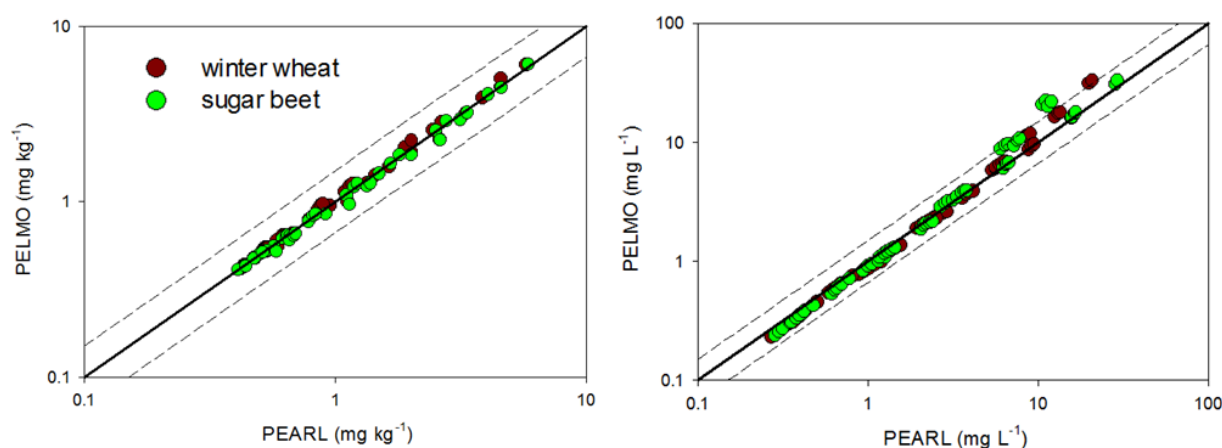 10
winter wheat
sugar beet
1
0.1
PELMO (mg kg⁻¹)
0.1 1 10
PEARL (mg kg⁻¹)
100
10
1
0.1
PELMO (mg L⁻¹)
0.1 1 10 100
PEARL (mg L⁻¹)